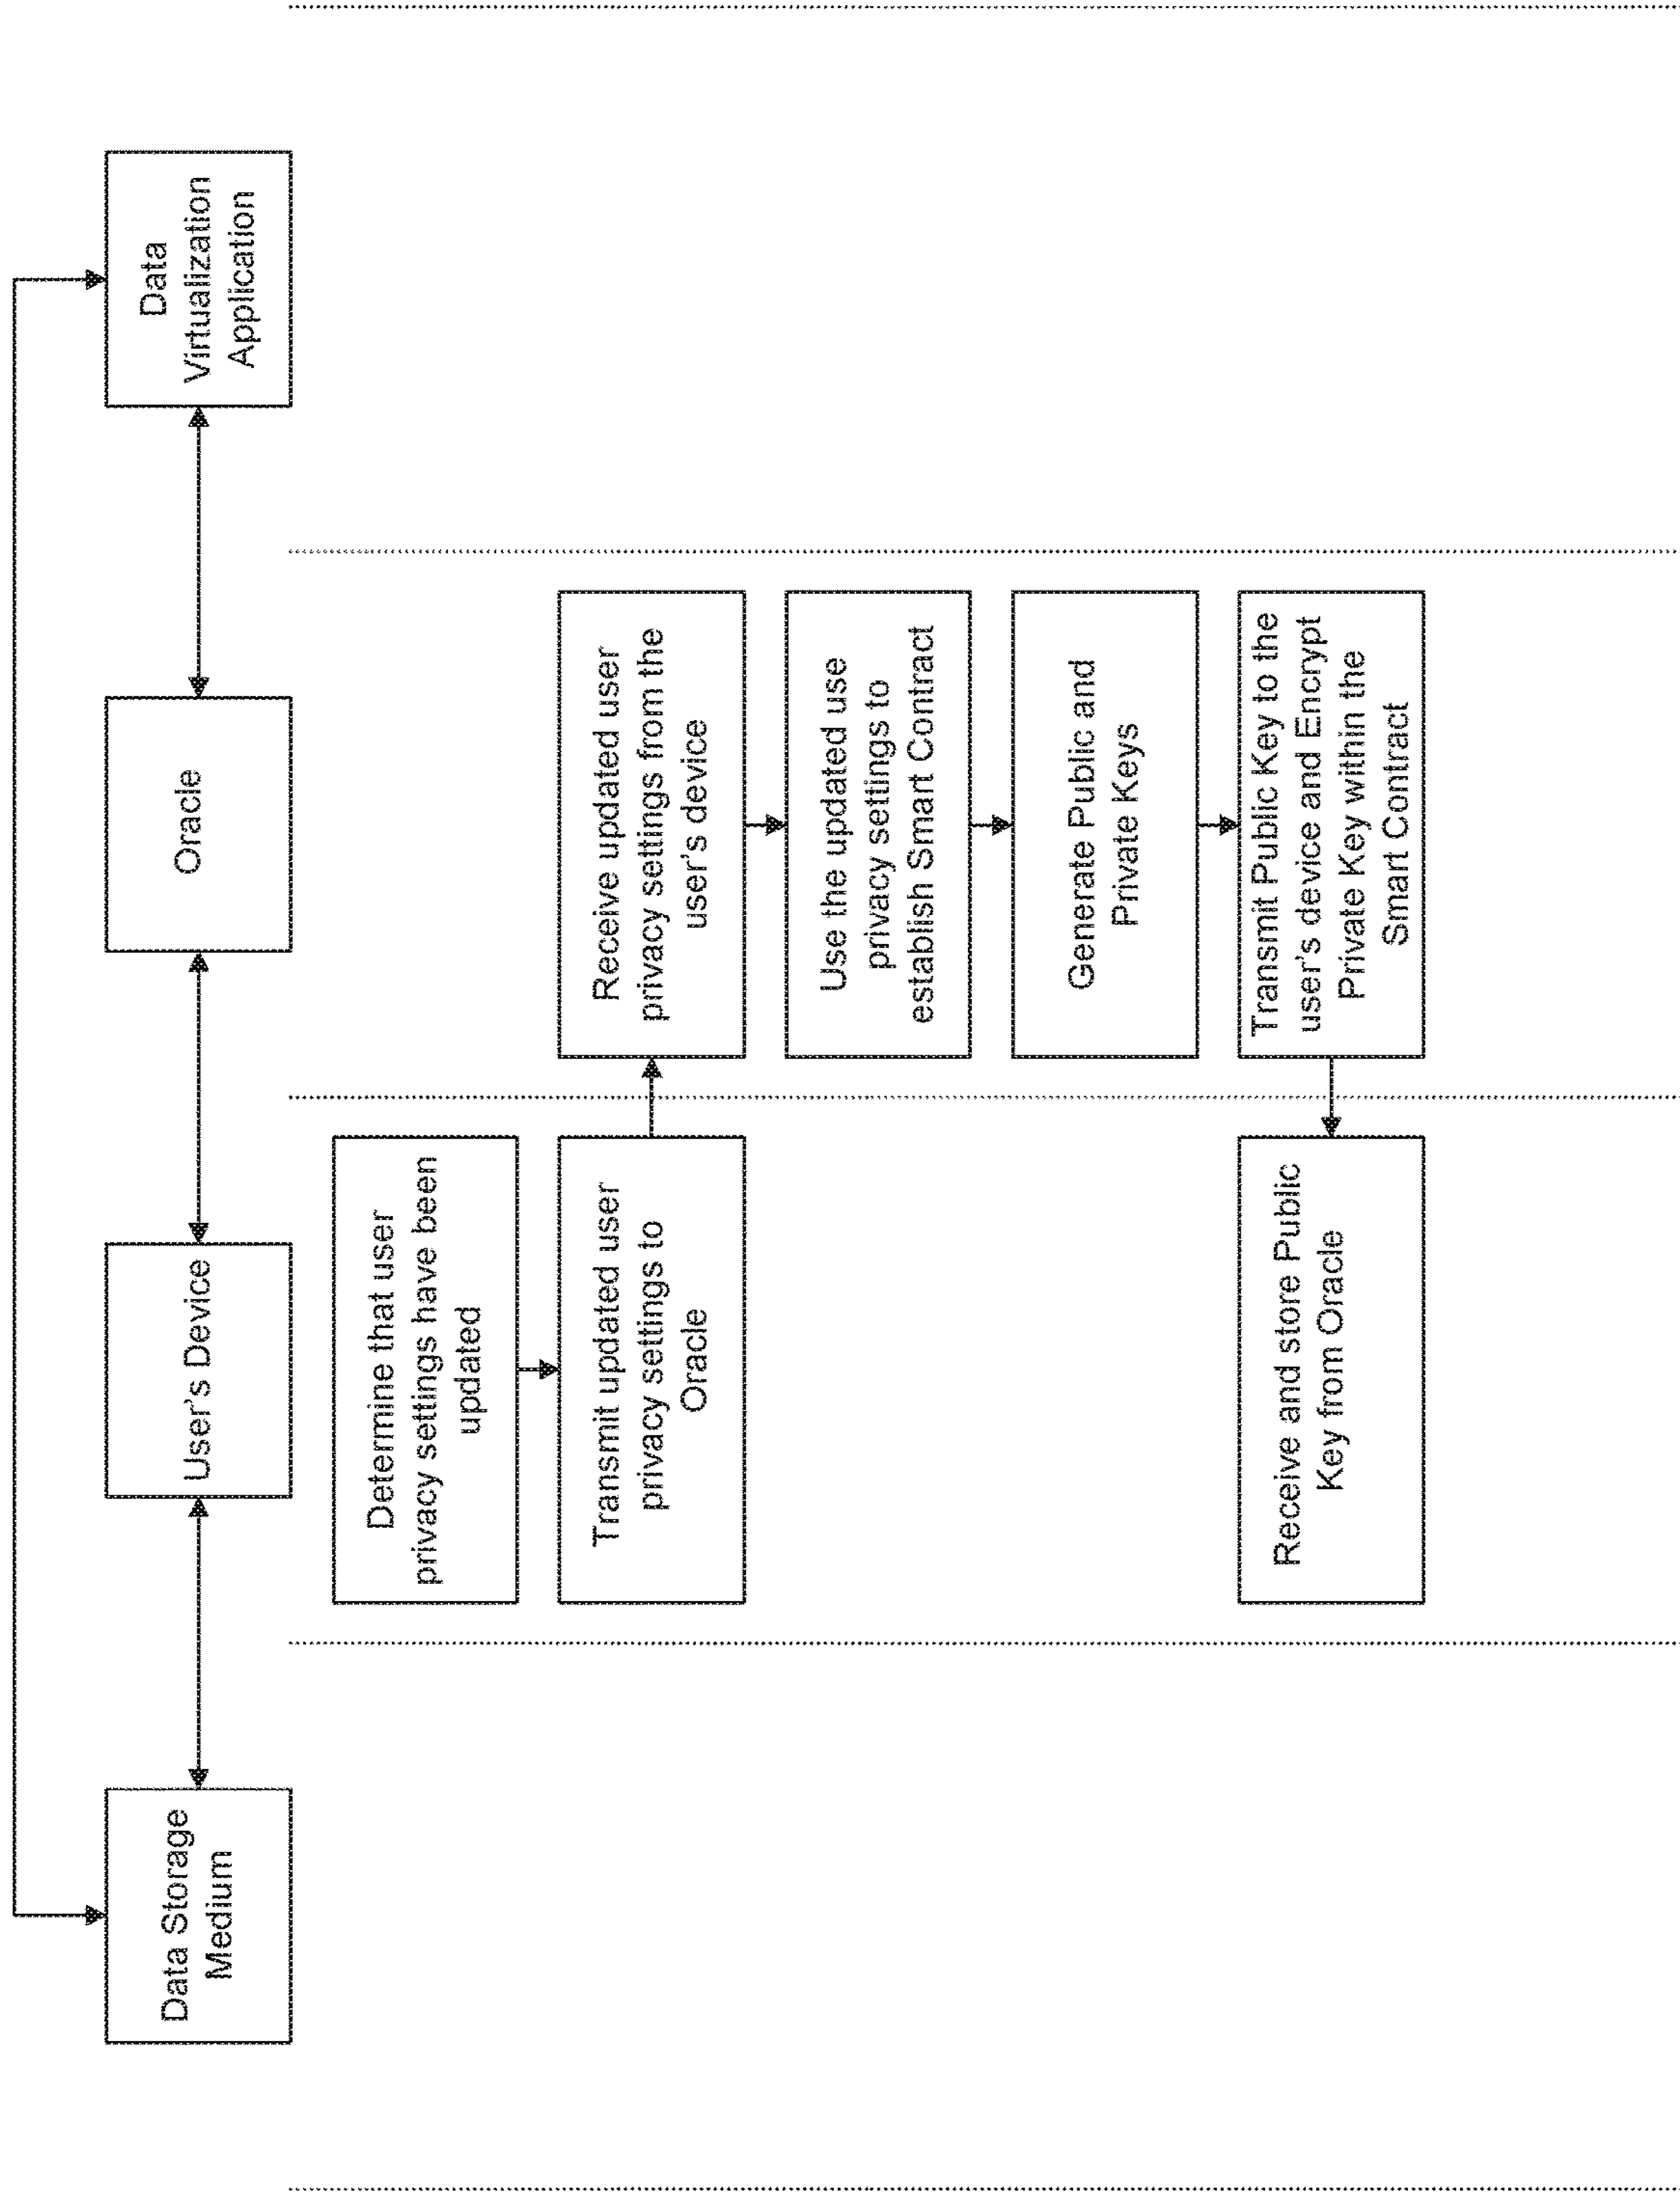 Data Storage
Medium
User's Device
Oracle
Data
Virtualization
Application
Determine that user
privacy settings have been
updated
Transmit updated user
privacy settings to
Oracle
Receive updated user
privacy settings from the
user's device
Use the updated use
privacy settings to
establish Smart Contract
Generate Public and
Private Keys
Transmit Public Key to the
user's device and Encrypt
Private Key within the
Smart Contract
Receive and store Public
Key from Oracle